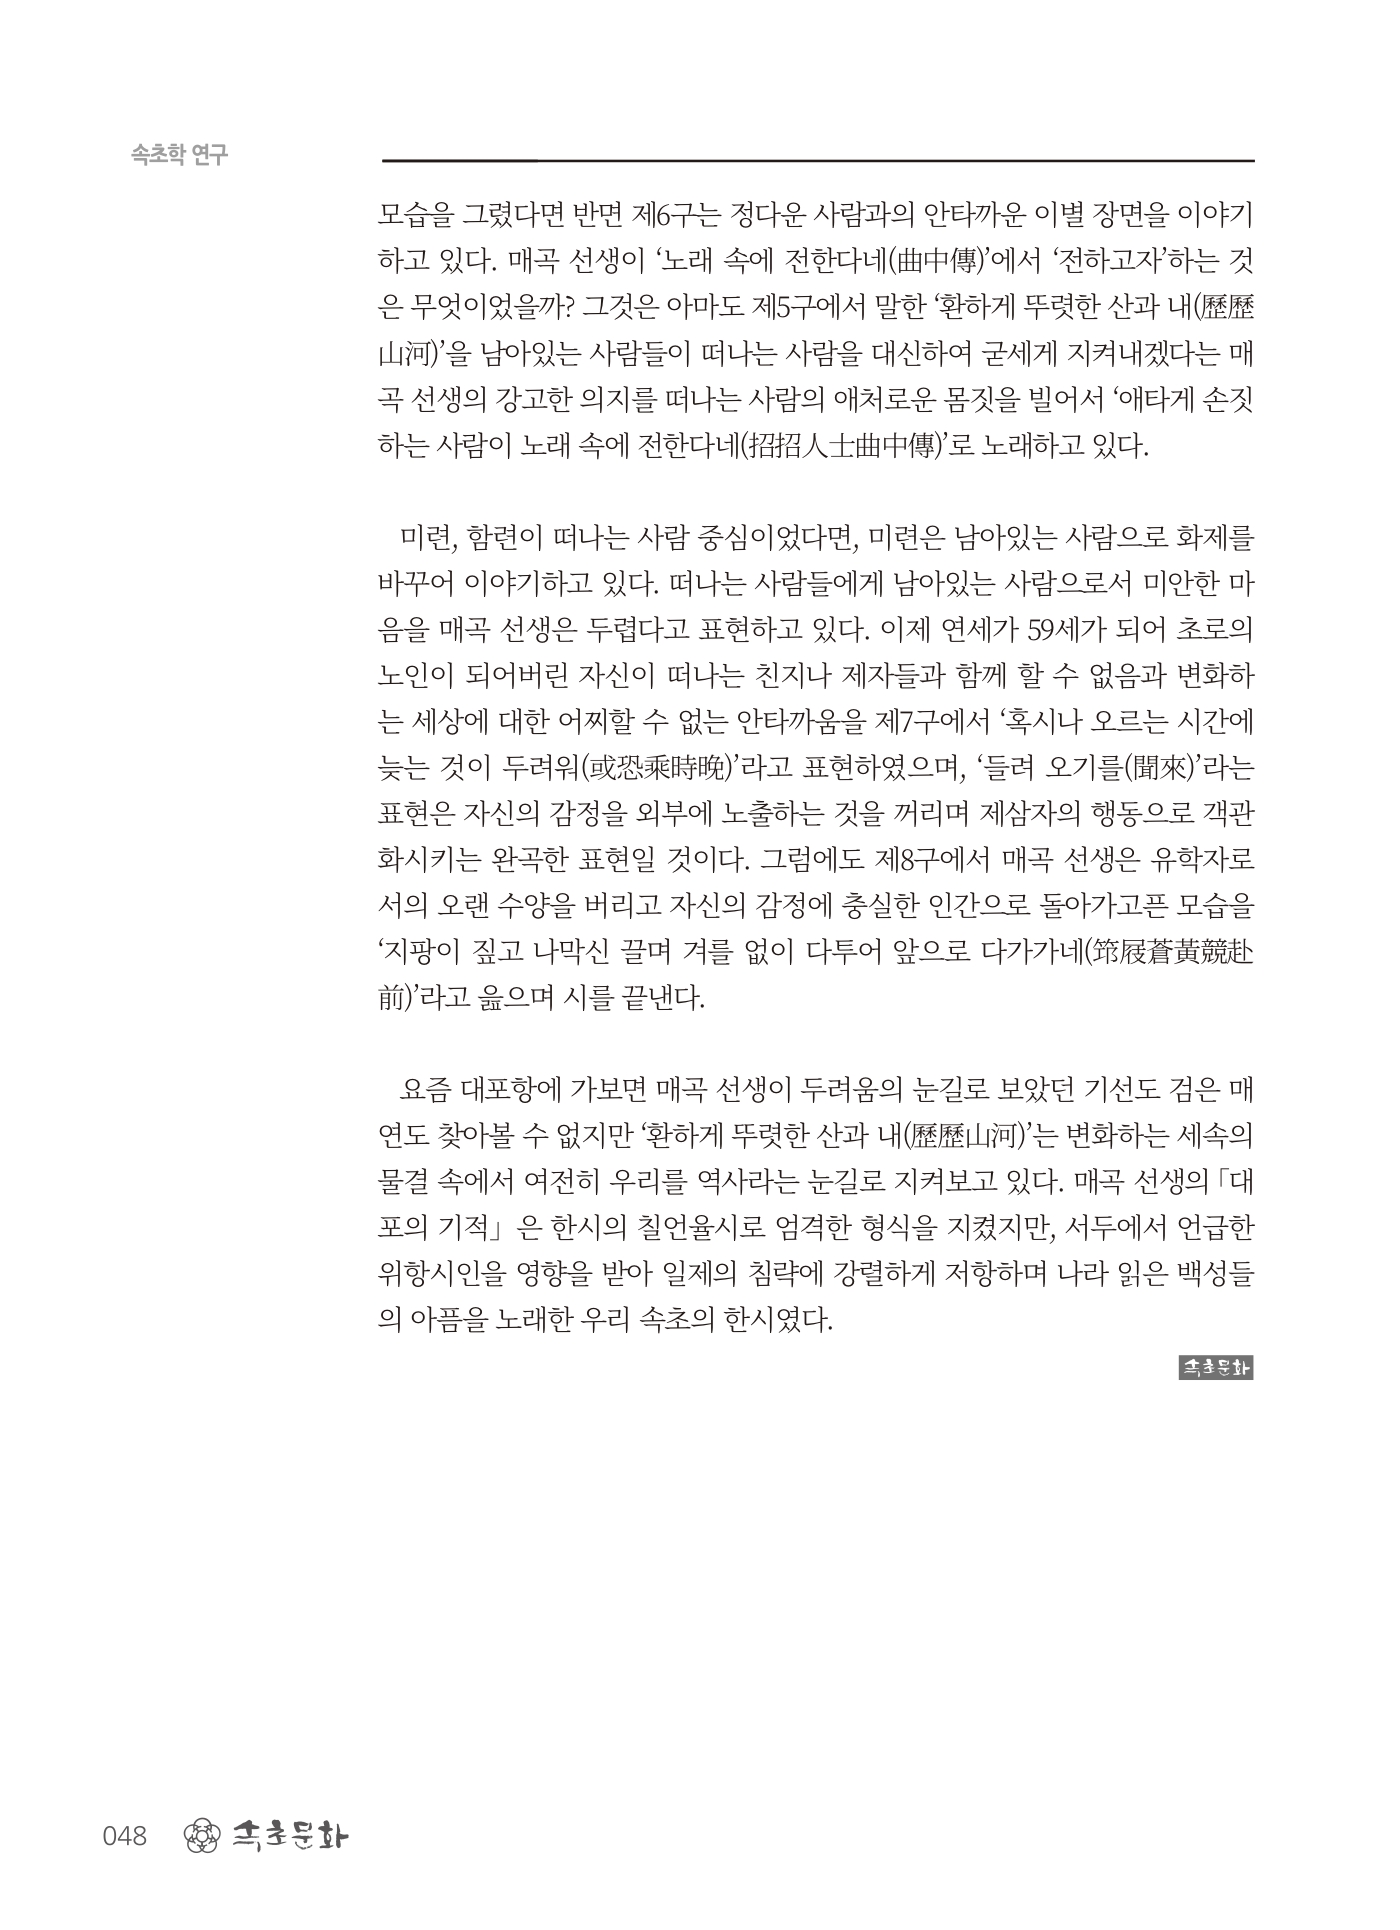 속초학 연구
모습을 그렸다면 반면 제6구는 정다운 사람과의 안타까운 이별 장면을 이야기
하고 있다. 매곡 선생이 ‘노래 속에 전한다네(曲中傳)’에서 ‘전하고자’하는 것
은 무엇이었을까? 그것은 아마도 제5구에서 말한 ‘환하게 뚜렷한 산과 내(歷歷
山河)’을 남아있는 사람들이 떠나는 사람을 대신하여 굳세게 지켜내겠다는 매
곡 선생의 강고한 의지를 떠나는 사람의 애처로운 몸짓을 빌어서 ‘애타게 손짓
하는 사람이 노래 속에 전한다네(招招人士曲中傳)’로 노래하고 있다.
미련, 함련이 떠나는 사람 중심이었다면, 미련은 남아있는 사람으로 화제를
바꾸어 이야기하고 있다. 떠나는 사람들에게 남아있는 사람으로서 미안한 마
음을 매곡 선생은 두렵다고 표현하고 있다. 이제 연세가 59세가 되어 초로의
노인이 되어버린 자신이 떠나는 친지나 제자들과 함께 할 수 없음과 변화하
는 세상에 대한 어찌할 수 없는 안타까움을 제7구에서 ‘혹시나 오르는 시간에
늦는 것이 두려워(或恐乘時晩)’라고 표현하였으며, ‘들려 오기를(聞來)’라는
표현은 자신의 감정을 외부에 노출하는 것을 꺼리며 제삼자의 행동으로 객관
화시키는 완곡한 표현일 것이다. 그럼에도 제8구에서 매곡 선생은 유학자로
서의 오랜 수양을 버리고 자신의 감정에 충실한 인간으로 돌아가고픈 모습을
‘지팡이 짚고 나막신 끌며 겨를 없이 다투어 앞으로 다가가네(筇屐蒼黃競赴
前)’라고 읊으며 시를 끝낸다.
요즘 대포항에 가보면 매곡 선생이 두려움의 눈길로 보았던 기선도 검은 매
연도 찾아볼 수 없지만 ‘환하게 뚜렷한 산과 내(歷歷山河)’는 변화하는 세속의
물결 속에서 여전히 우리를 역사라는 눈길로 지켜보고 있다. 매곡 선생의「대
포의 기적」은 한시의 칠언율시로 엄격한 형식을 지켰지만, 서두에서 언급한
위항시인을 영향을 받아 일제의 침략에 강렬하게 저항하며 나라 읽은 백성들
의 아픔을 노래한 우리 속초의 한시였다.
속초문화
048 속초문화